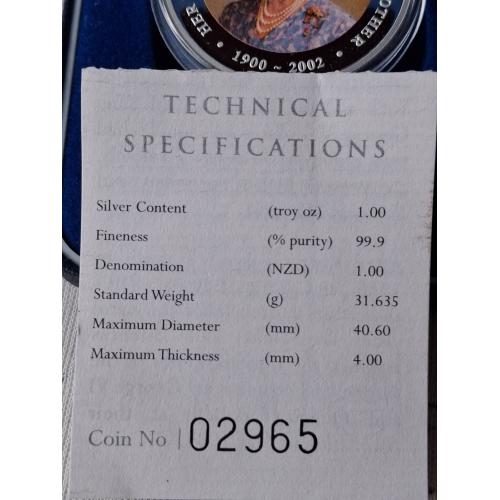 HER
OTHER
• 1900 ~ 2002 •
TECHNICAL
SPECIFICATIONS
Silver Content (troy oz) 1.00
Fineness (% purity) 99.9
Denomination (NZD) 1.00
Standard Weight (g) 31.635
Maximum Diameter (mm) 40.60
Maximum Thickness (mm) 4.00
Coin No | 02965